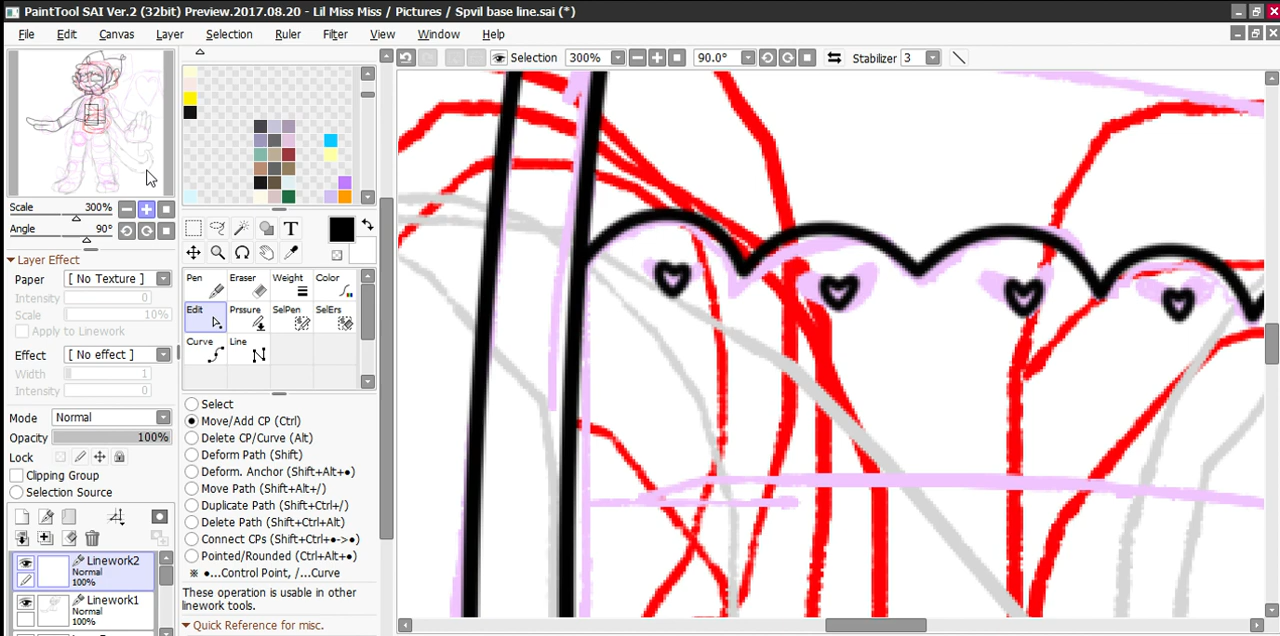 PaintTool SAI Ver.2 (32bit) Preview.2017.08.20 - Lil Miss Miss / Pictures / Spvil base line.sai (*)
File Edit Canvas Layer Selection Ruler Filter View Window Help
Selection 300% 90.0° Stabilizer 3
Scale 300%
Angle 90°
Layer Effect
Paper [ No Texture ]
Intensity 0
Scale 10%
Apply to Linework
Effect [ No effect ]
Width 1
Intensity 0
Mode Normal
Opacity 100%
Lock
Clipping Group
Selection Source
Linework2
Normal
100%
Linework1
Normal
100%
T
Pen Eraser Weight Color
Edit Prssure SelPen SelErs
Curve Line
Select
Move/Add CP (Ctrl)
Delete CP/Curve (Alt)
Deform Path (Shift)
Deform. Anchor (Shift+Alt+●)
Move Path (Shift+Alt+/)
Duplicate Path (Shift+Ctrl+/)
Delete Path (Shift+Ctrl+Alt)
Connect CPs (Shift+Ctrl+●->●)
Pointed/Rounded (Ctrl+Alt+●)
※ ●...Control Point, /...Curve
These operation is usable in other
linework tools.
Quick Reference for misc.